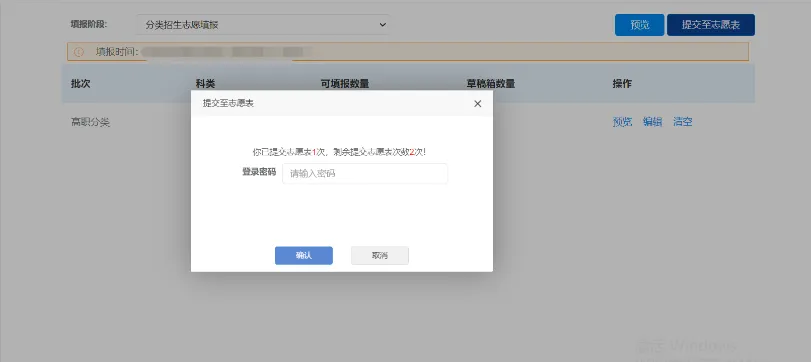 填报阶段:
分类招生志愿填报
预览 提交至志愿表
填报时间:
批次 科类 可填报数量 草稿箱数量 操作
高职分类 预览 编辑 清空
提交至志愿表
你已提交志愿表1次，剩余提交志愿表次数2次!
登录密码 请输入密码
确认 取消